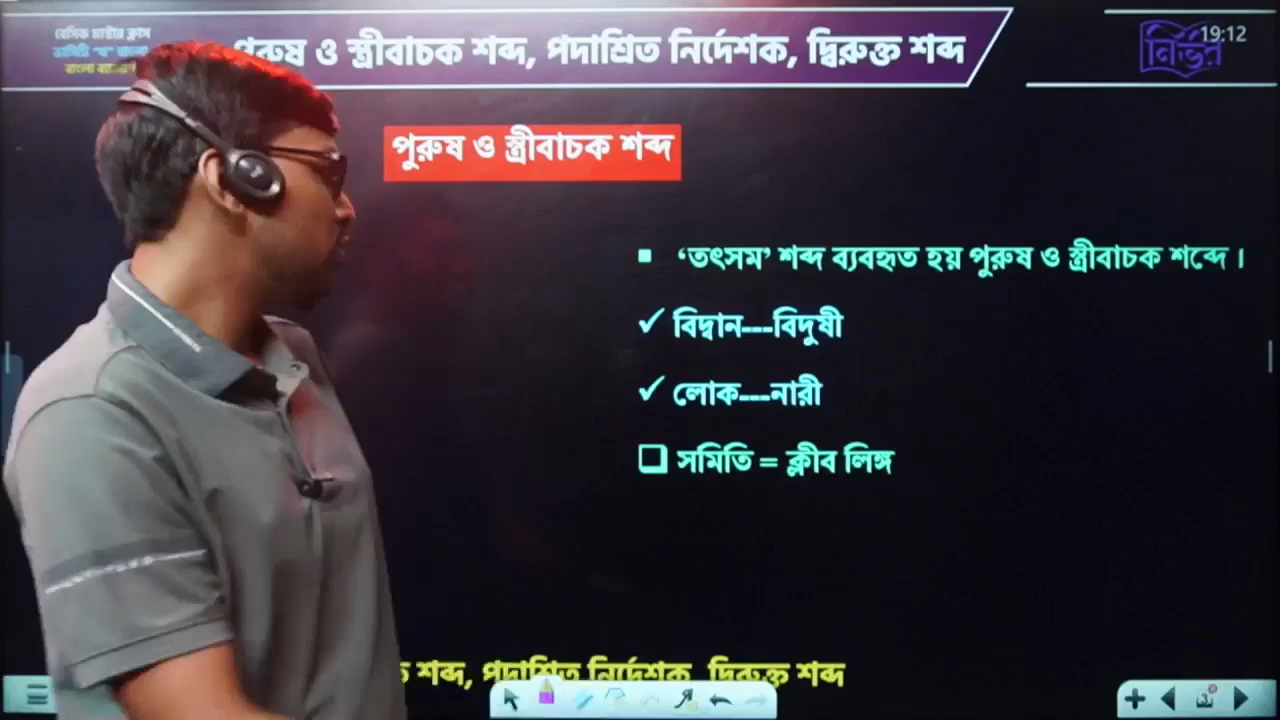 বেসিক মাস্টার ক্লাস
ভার্সিটি "খ" বাংলা
বাংলা
পুরুষ ও স্ত্রীবাচক শব্দ, পদাশ্রিত নির্দেশক, দ্বিরুক্ত শব্দ
নির্ভর
19:12
পুরুষ ও স্ত্রীবাচক শব্দ
▪ ‘তৎসম’ শব্দ ব্যবহৃত হয় পুরুষ ও স্ত্রীবাচক শব্দে।
✓ বিদ্বান---বিদুষী
✓ লোক---নারী
❑ সমিতি = ক্লীব লিঙ্গ
শব্দ, পদাশ্রিত নির্দেশক, দ্বিরুক্ত শব্দ